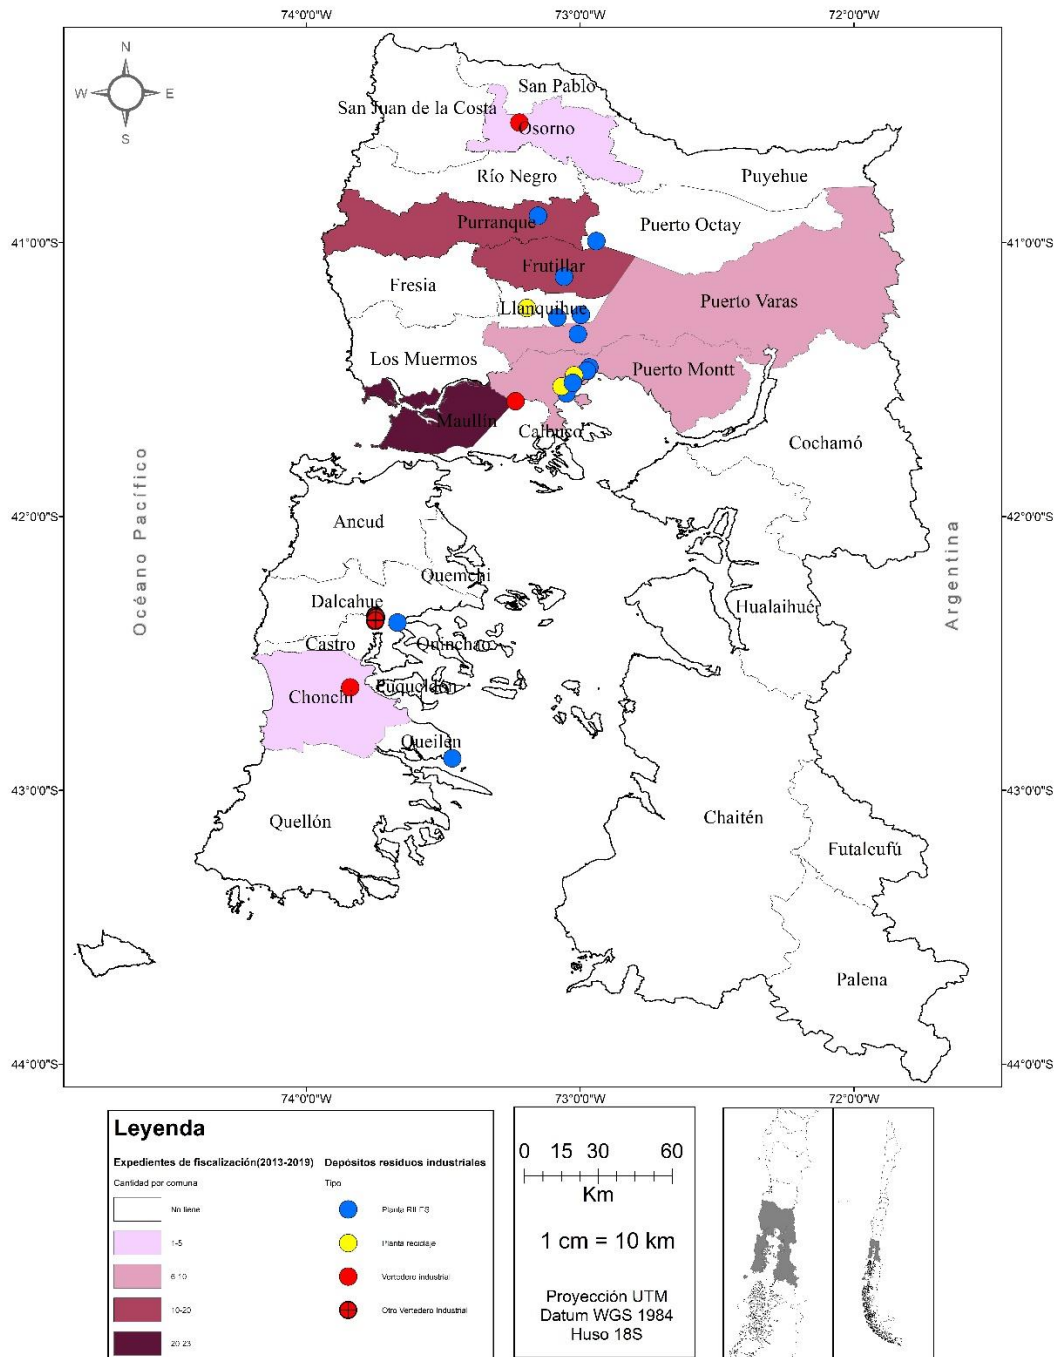 74°0'0"W 73°0'0"W 72°0'0"W
N
W E
S
San Pablo
San Juan de la Costa
Osorno
Río Negro
Puyehue
Purranque
Puerto Octay
41°0'0"S 41°0'0"S
Frutillar
Fresia
Puerto Varas
Llanquihue
Los Muermos
Puerto Montt
Maullín
Calbuco
Cochamó
Océano Pacífico
Argentina
42°0'0"S 42°0'0"S
Ancud
Quemchi
Dalcahue
Hualaihué
Castro
Quinchao
Puqueldón
Chonchi
Queilén
43°0'0"S 43°0'0"S
Quellón
Chaitén
Futalcufú
Palena
44°0'0"S 44°0'0"S
74°0'0"W 73°0'0"W 72°0'0"W
Leyenda
Expedientes de fiscalización(2013-2019) Depósitos residuos industriales
Cantidad por comuna Tipo
No tiene Planta RILES
1-5 Planta reciclaje
6-10 Vertedero industrial
10-20 Otro Vertedero Industrial
20-23
0 15 30 60
Km
1 cm = 10 km
Proyección UTM
Datum WGS 1984
Huso 18S